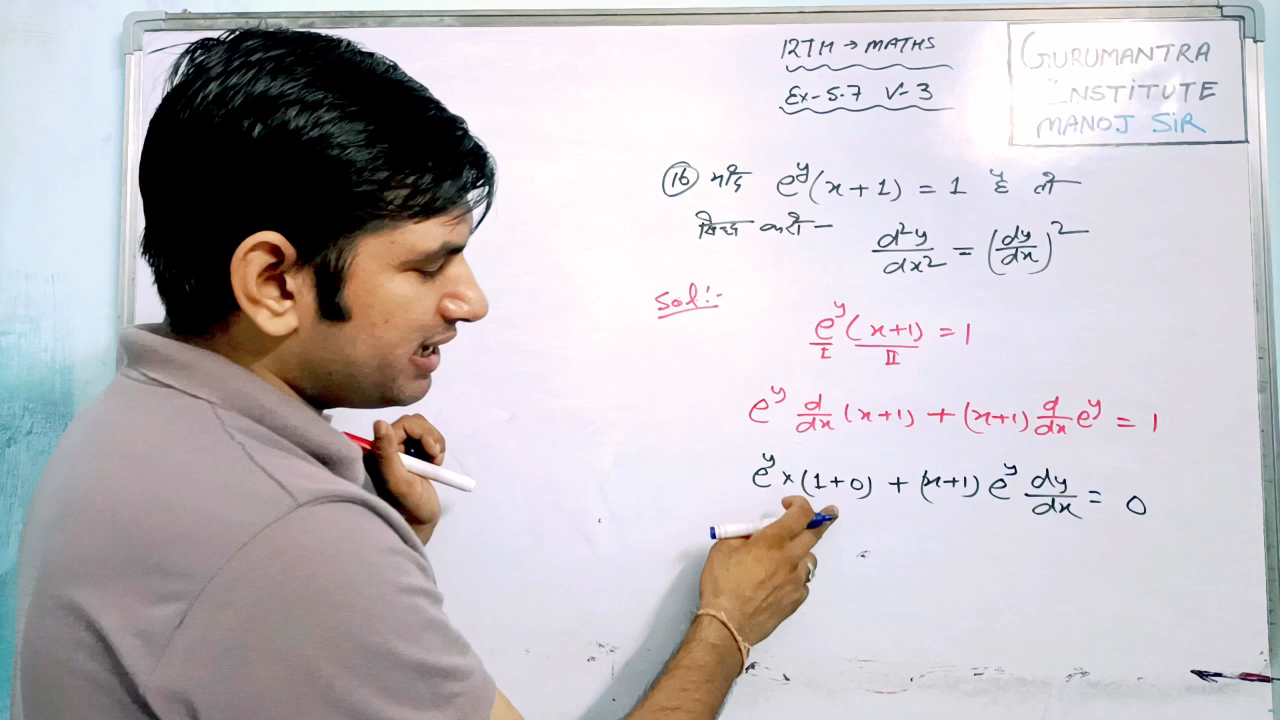 12TH → MATHS
Ex-5.7 V-3
GURUMANTRA
INSTITUTE
MANOJ SIR
(16) यदि e^y(x+1) = 1 है तो
सिद्ध करो- d²y/dx² = (dy/dx)²
Sol:-
e^y (x+1) = 1
I II
e^y d/dx (x+1) + (x+1) d/dx e^y = 1
e^y × (1+0) + (x+1) e^y dy/dx = 0